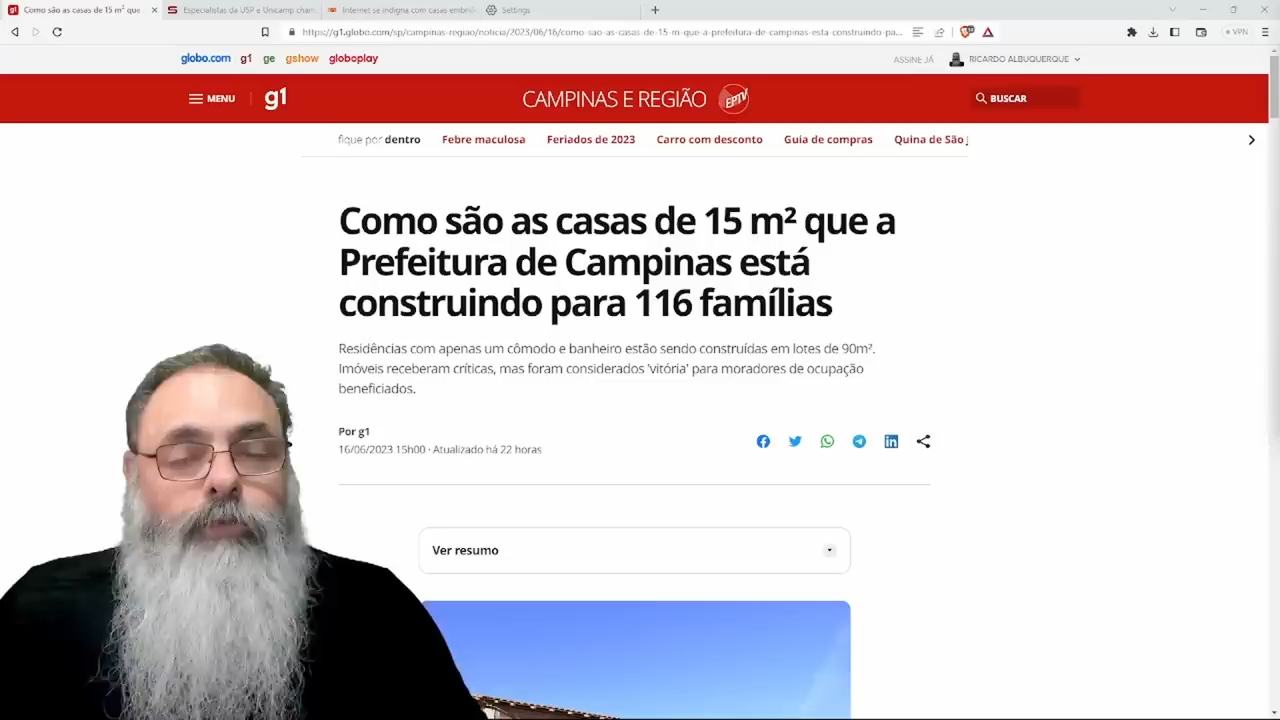 Como são as casas de 15 m² que a
Especialistas da USP e Unicamp cham
Internet se indigna com casas embriã
Settings
https://g1.globo.com/sp/campinas-regiao/noticia/2023/06/16/como-sao-as-casas-de-15-m-que-a-prefeitura-de-campinas-esta-construindo-pa...
VPN
globo.com g1 ge gshow globoplay
ASSINE JÁ
RICARDO ALBUQUERQUE
MENU
g1
CAMPINAS E REGIÃO
EPTV
BUSCAR
fique por dentro
Febre maculosa
Feriados de 2023
Carro com desconto
Guia de compras
Quina de São J
Como são as casas de 15 m² que a
Prefeitura de Campinas está
construindo para 116 famílias
Residências com apenas um cômodo e banheiro estão sendo construídas em lotes de 90m².
Imóveis receberam críticas, mas foram considerados 'vitória' para moradores de ocupação
beneficiados.
Por g1
16/06/2023 15h00 · Atualizado há 22 horas
Ver resumo